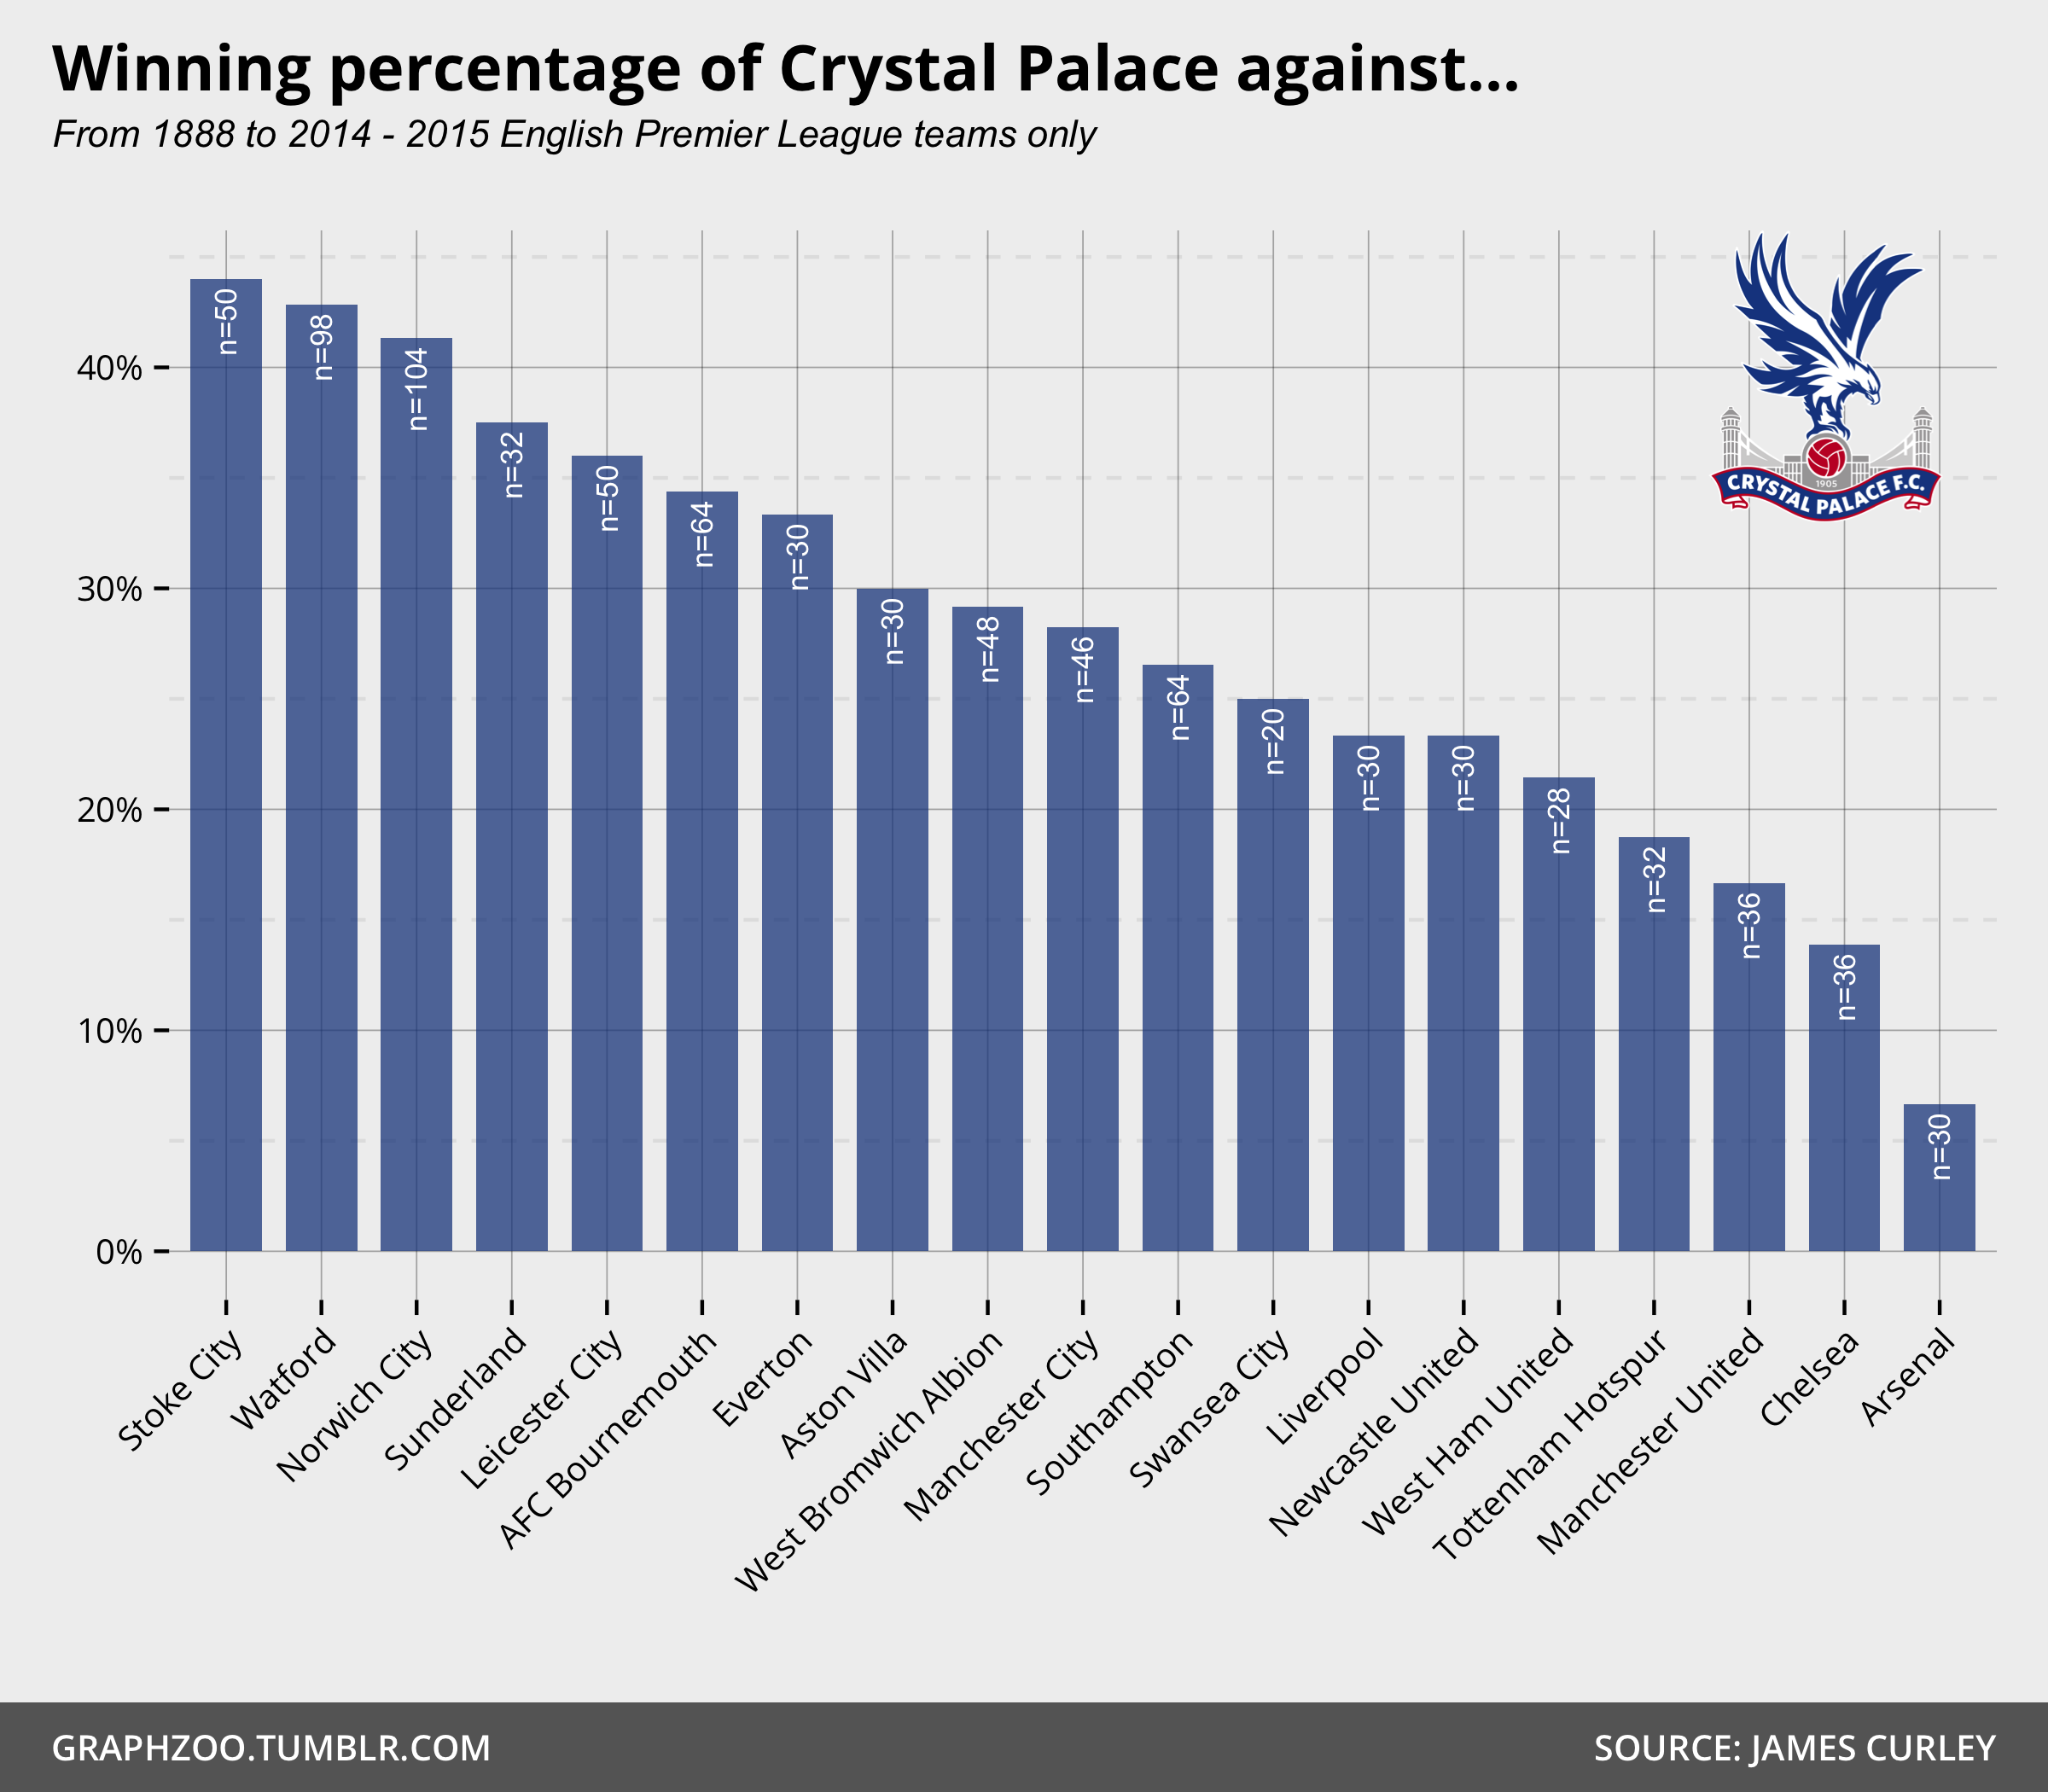 Winning percentage of Crystal Palace against...
From 1888 to 2014 - 2015 English Premier League teams only
40%
30%
20%
10%
0%
n=50
n=98
n=104
n=32
n=50
n=64
n=30
n=30
n=48
n=46
n=64
n=20
n=30
n=30
n=28
n=32
n=36
n=36
n=30
1905
CRYSTAL PALACE F.C.
Stoke City
Watford
Norwich City
Sunderland
Leicester City
AFC Bournemouth
Everton
Aston Villa
West Bromwich Albion
Manchester City
Southampton
Swansea City
Liverpool
Newcastle United
West Ham United
Tottenham Hotspur
Manchester United
Chelsea
Arsenal
GRAPHZOO.TUMBLR.COM
SOURCE: JAMES CURLEY